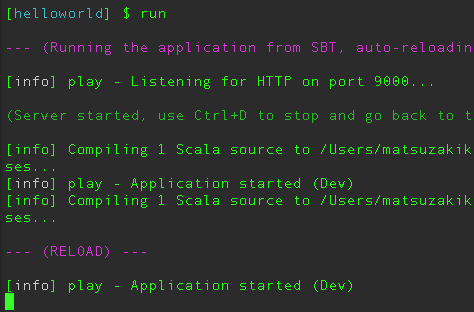 [helloworld] $ run
--- (Running the application from SBT, auto-reloadin
[info] play - Listening for HTTP on port 9000...
(Server started, use Ctrl+D to stop and go back to t
[info] Compiling 1 Scala source to /Users/matsuzakik
ses...
[info] play - Application started (Dev)
[info] Compiling 1 Scala source to /Users/matsuzakik
ses...
--- (RELOAD) ---
[info] play - Application started (Dev)